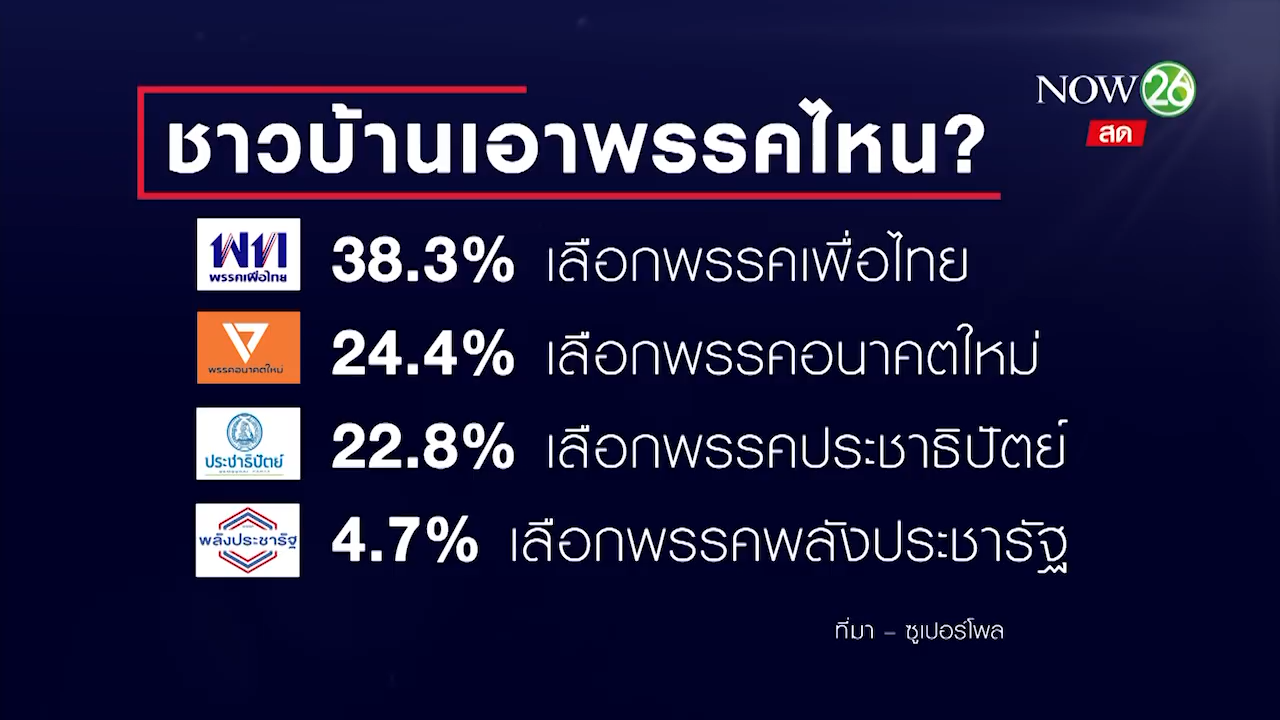 NOW26
สด
ชาวบ้านเอาพรรคไหน?
พท
พรรคเพื่อไทย
38.3% เลือกพรรคเพื่อไทย
พรรคอนาคตใหม่
24.4% เลือกพรรคอนาคตใหม่
ประชาธิปัตย์
22.8% เลือกพรรคประชาธิปัตย์
พลังประชารัฐ
4.7% เลือกพรรคพลังประชารัฐ
ที่มา - ซูเปอร์โพล